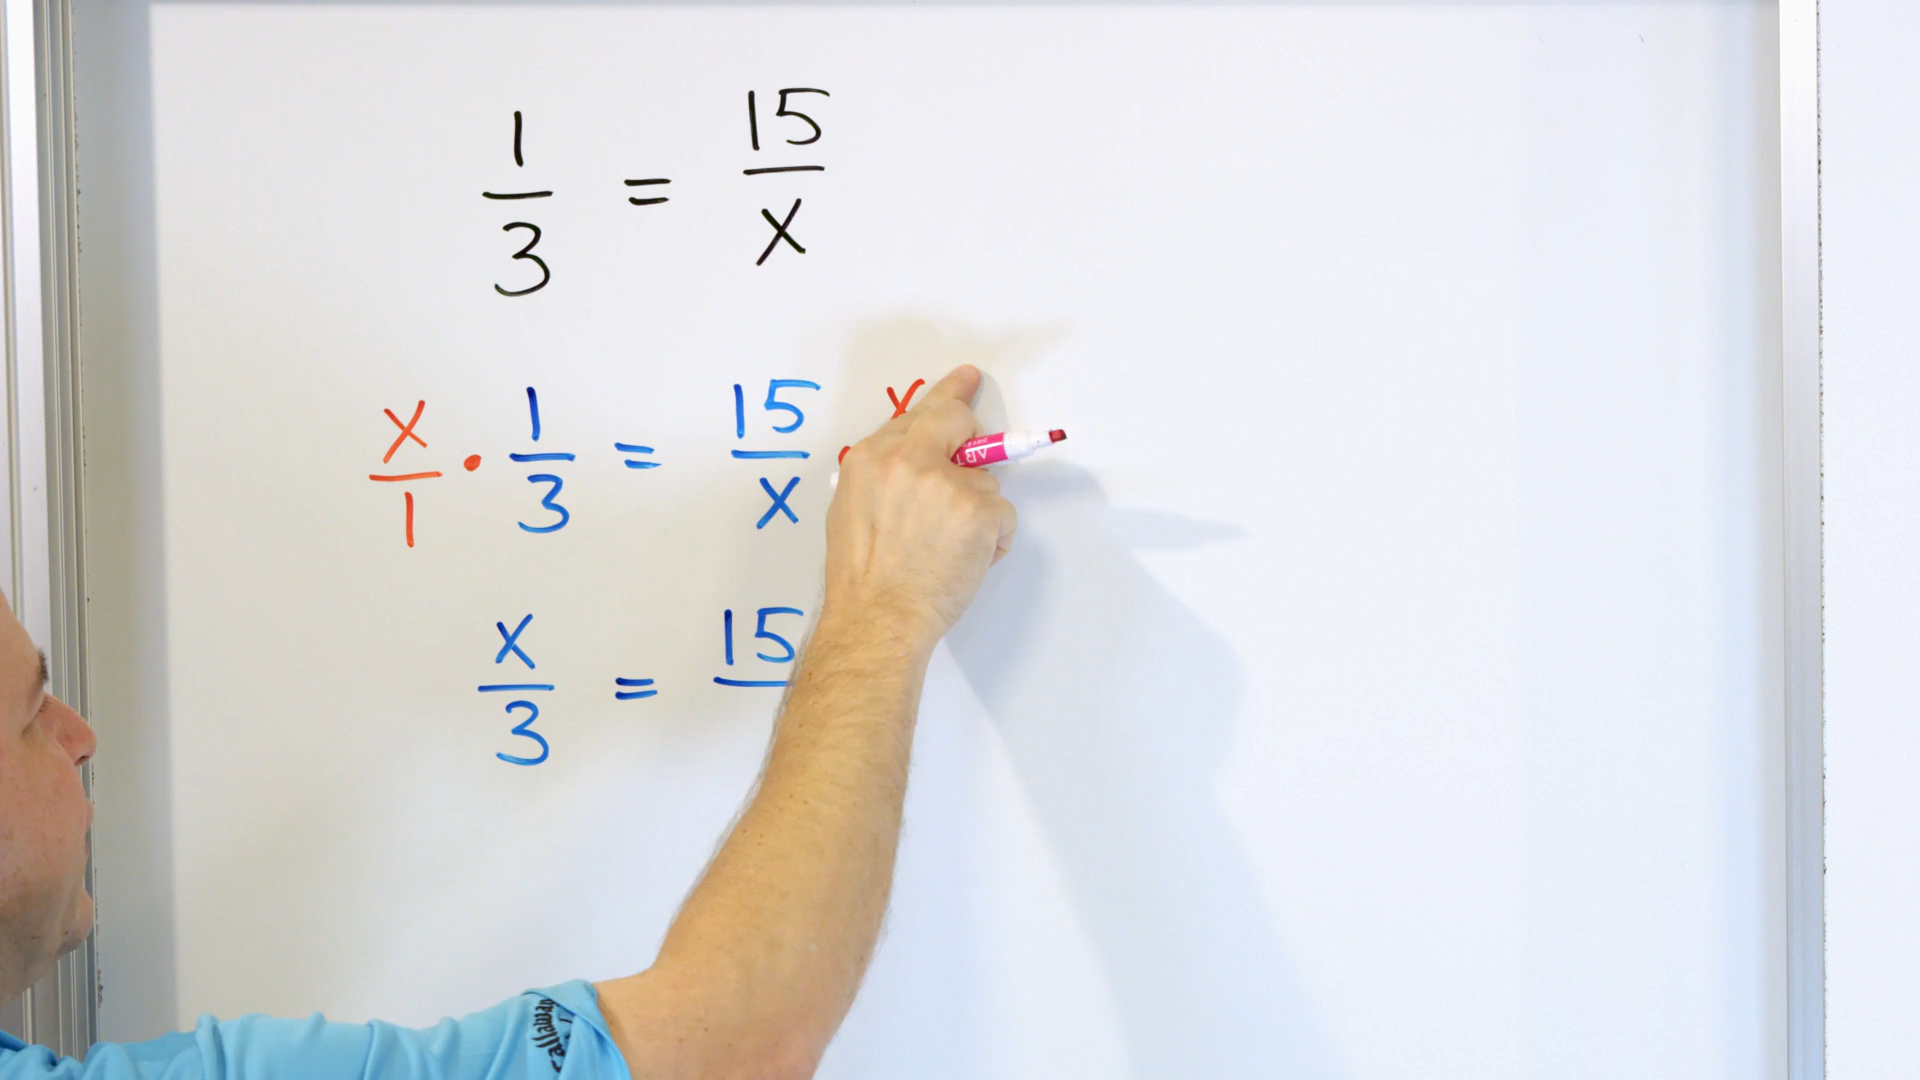 1/3 = 15/x
x/1 · 1/3 = 15/x · x
x/3 = 15